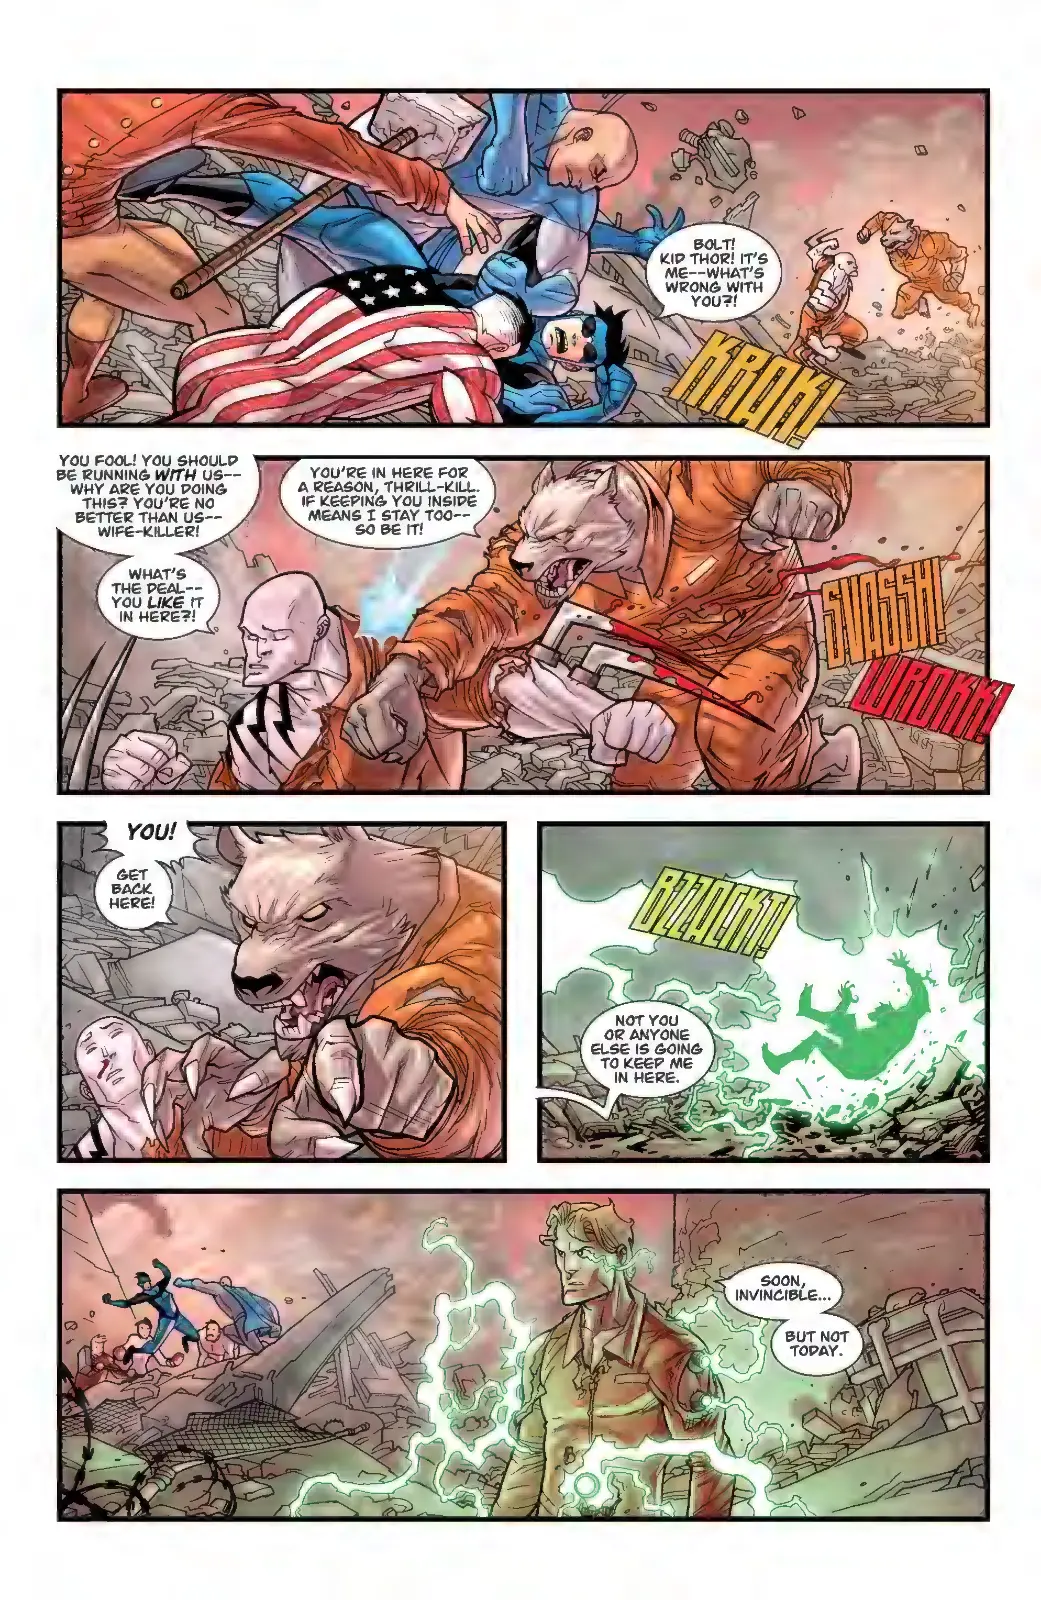 BOLT!
KID THOR! IT'S
ME--WHAT'S
WRONG WITH
YOU?!
KRAK!
YOU FOOL! YOU SHOULD
BE RUNNING WITH US--
WHY ARE YOU DOING
THIS? YOU'RE NO
BETTER THAN US--
WIFE-KILLER!
WHAT'S
THE DEAL--
YOU LIKE IT
IN HERE?!
YOU'RE IN HERE FOR
A REASON, THRILL-KILL.
IF KEEPING YOU INSIDE
MEANS I STAY TOO--
SO BE IT!
SVASSH!
WROKK!
YOU!
GET
BACK
HERE!
BZZACKT!
NOT YOU
OR ANYONE
ELSE IS GOING
TO KEEP ME
IN HERE.
SOON,
INVINCIBLE...
BUT NOT
TODAY.